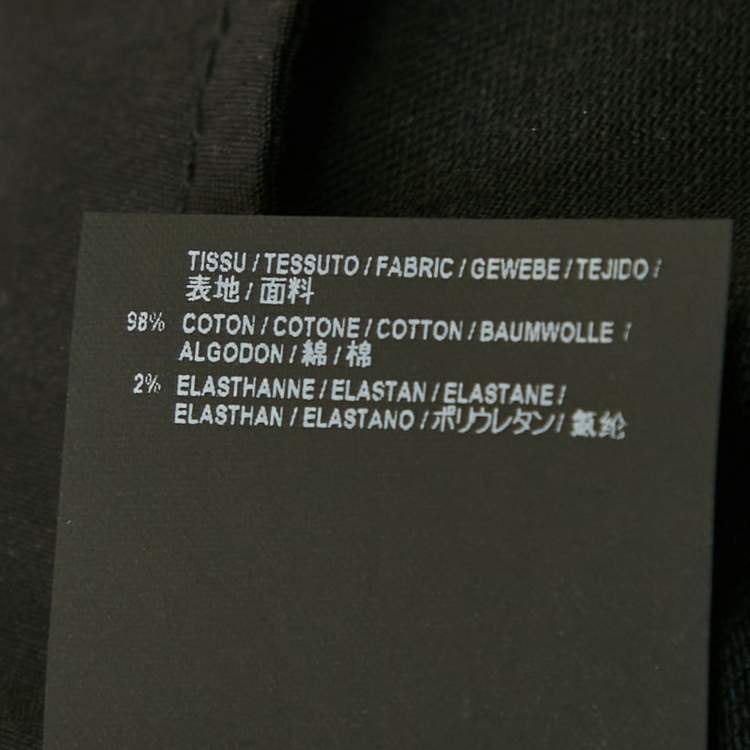 TISSU / TESSUTO / FABRIC / GEWEBE / TEJIDO /
表地 / 面料
98% COTON / COTONE / COTTON / BAUMWOLLE /
ALGODON / 綿 / 棉
2% ELASTHANNE / ELASTAN / ELASTANE /
ELASTHAN / ELASTANO / ポリウレタン / 氨纶